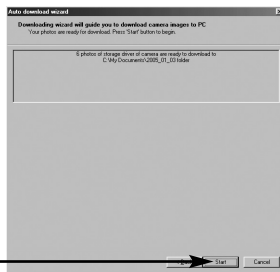 Auto download wizard
Downloading wizard will guide you to download camera images to PC
Your photos are ready for download. Press 'Start' button to begin.
6 photos of storage driver of camera are ready to download to
C:\My Documents\2005_01_03 folder
Start
Cancel